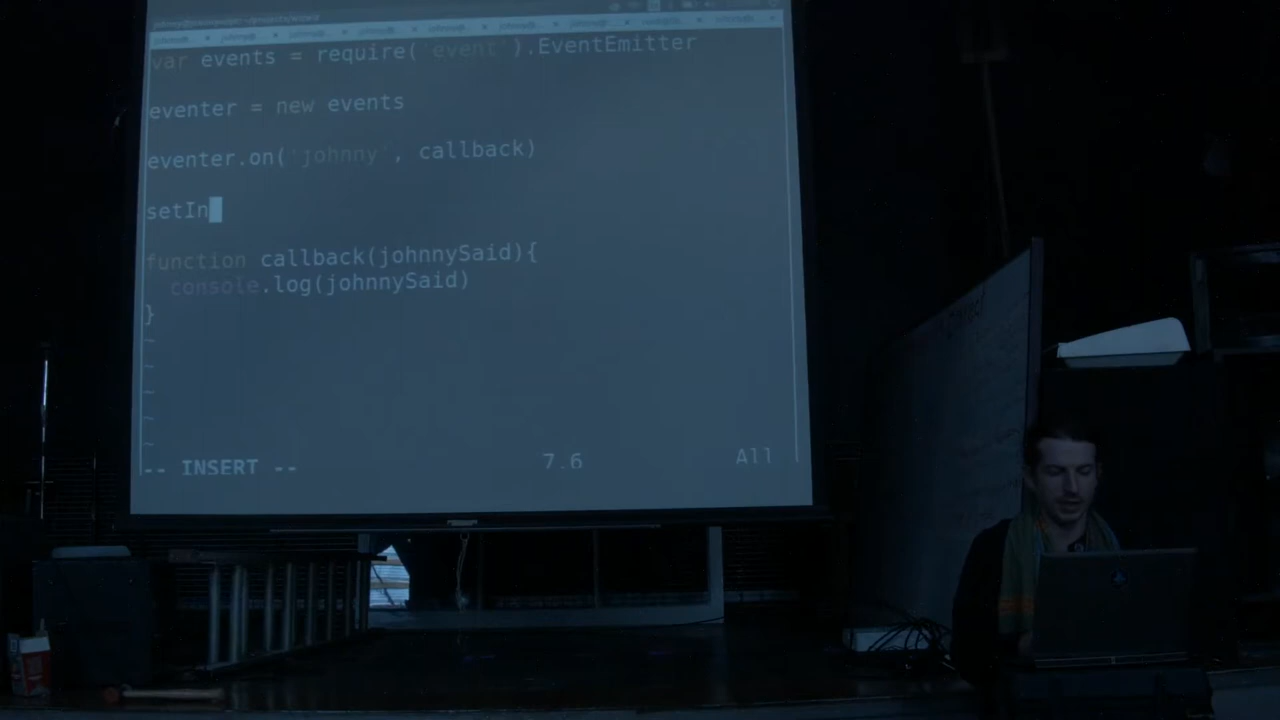 var events = require('event').EventEmitter
eventer = new events
eventer.on('johnny', callback)
setIn
function callback(johnnySaid){
console.log(johnnySaid)
}
~
~
~
~
~
-- INSERT -- 7.6 All